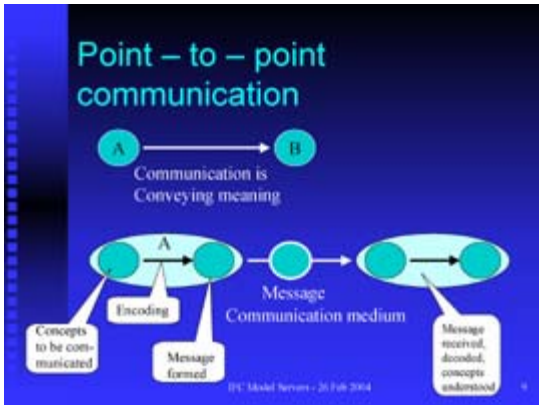 Point – to – point
communication
A
B
Communication is
Conveying meaning
A
Encoding
Message
Communication medium
Concepts
to be com-
municated
Message
formed
Message
received,
decoded,
concepts
understood
IFC Model Servers - 26 Feb 2004